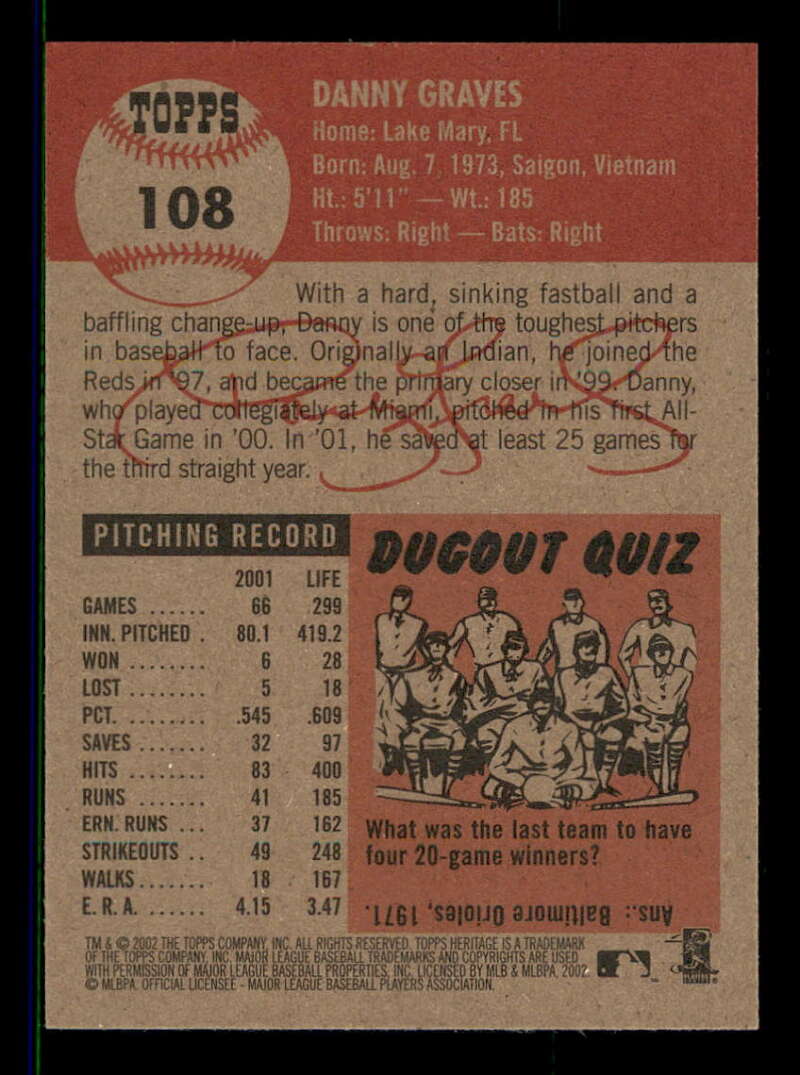 TOPPS
108
DANNY GRAVES
Home: Lake Mary, FL
Born: Aug. 7, 1973, Saigon, Vietnam
Ht.: 5'11" — Wt.: 185
Throws: Right — Bats: Right
With a hard, sinking fastball and a
baffling change-up, Danny is one of the toughest pitchers
in baseball to face. Originally an Indian, he joined the
Reds in '97, and became the primary closer in '99. Danny,
who played collegiately at Miami, pitched in his first All-
Star Game in '00. In '01, he saved at least 25 games for
the third straight year.
PITCHING RECORD
2001 LIFE
GAMES ...... 66 299
INN. PITCHED . 80.1 419.2
WON ........ 6 28
LOST ........ 5 18
PCT. ........ .545 .609
SAVES ....... 32 97
HITS ........ 83 400
RUNS ....... 41 185
ERN. RUNS ... 37 162
STRIKEOUTS .. 49 248
WALKS ....... 18 167
E. R. A. ...... 4.15 3.47
DUGOUT QUIZ
What was the last team to have
four 20-game winners?
Ans.: Baltimore Orioles, 1971.
TM & © 2002 THE TOPPS COMPANY, INC. ALL RIGHTS RESERVED. TOPPS HERITAGE IS A TRADEMARK
OF THE TOPPS COMPANY, INC. MAJOR LEAGUE BASEBALL TRADEMARKS AND COPYRIGHTS ARE USED
WITH PERMISSION OF MAJOR LEAGUE BASEBALL PROPERTIES, INC. LICENSED BY MLB & MLBPA, 2002.
© MLBPA. OFFICIAL LICENSEE - MAJOR LEAGUE BASEBALL PLAYERS ASSOCIATION.